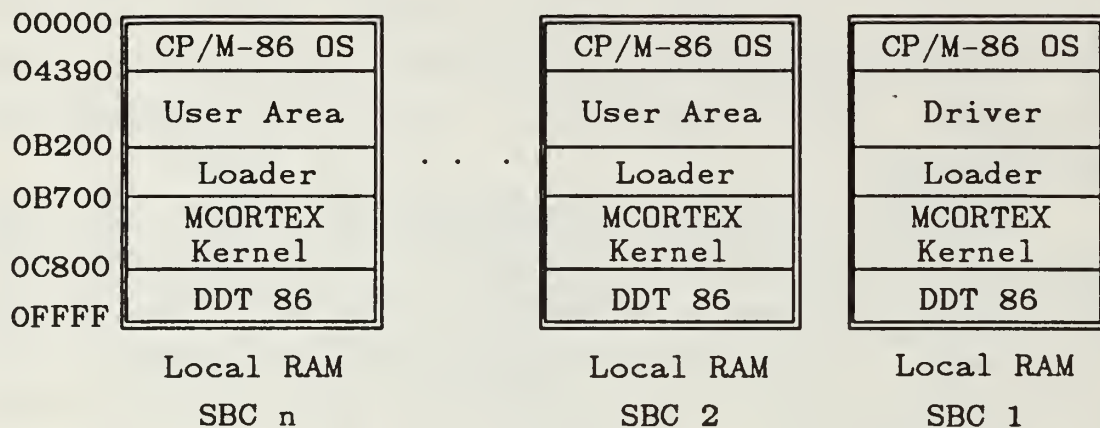 00000
CP/M-86 OS
CP/M-86 OS
CP/M-86 OS
04390
User Area
User Area
Driver
0B200
. . .
Loader
Loader
Loader
0B700
MCORTEX
Kernel
MCORTEX
Kernel
MCORTEX
Kernel
0C800
DDT 86
DDT 86
DDT 86
0FFFF
Local RAM
Local RAM
Local RAM
SBC n
SBC 2
SBC 1